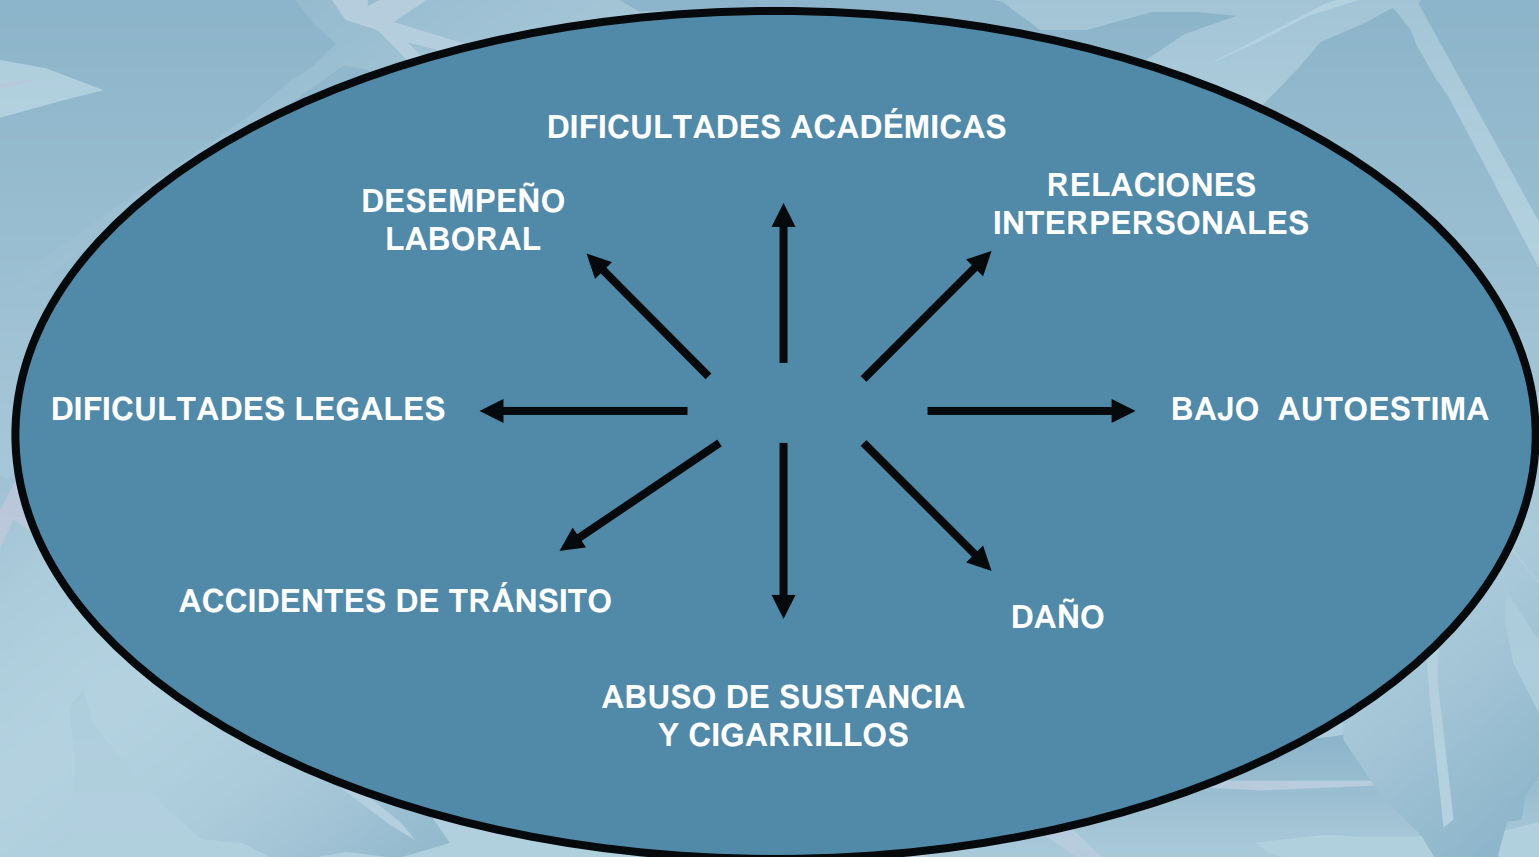 DIFICULTADES ACADÉMICAS
DESEMPEÑO
LABORAL
RELACIONES
INTERPERSONALES
DIFICULTADES LEGALES
BAJO AUTOESTIMA
ACCIDENTES DE TRÁNSITO
DAÑO
ABUSO DE SUSTANCIA
Y CIGARRILLOS